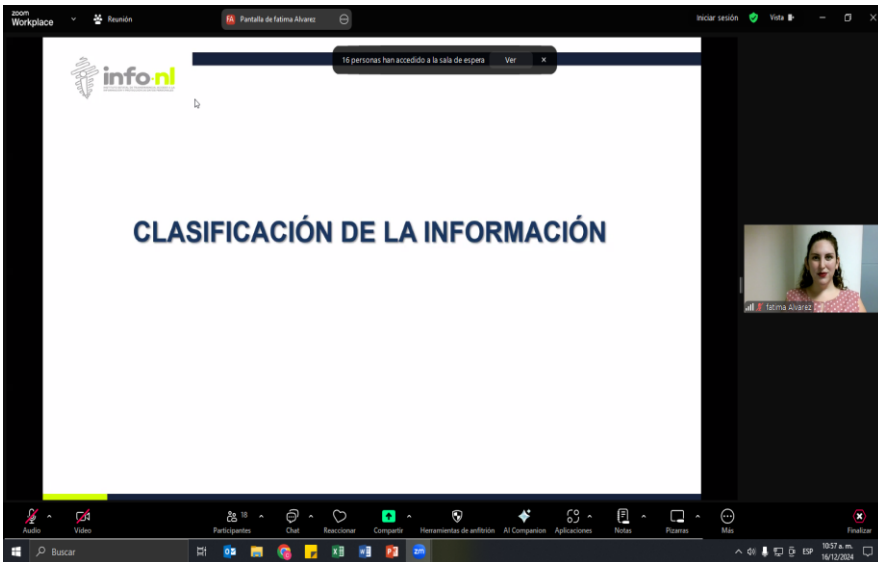 zoom
Workplace
Reunión
FA Pantalla de fatima Alvarez
Iniciar sesión
Vista
16 personas han accedido a la sala de espera Ver
info.nl
CLASIFICACIÓN DE LA INFORMACIÓN
fatima Alvarez
Audio
Video
18
Participantes
Chat
Reaccionar
Compartir
Herramientas de anfitrión
AI Companion
Aplicaciones
Notas
Pizarras
Más
Finalizar
Buscar
zm
ESP
10:57 a. m.
16/12/2024